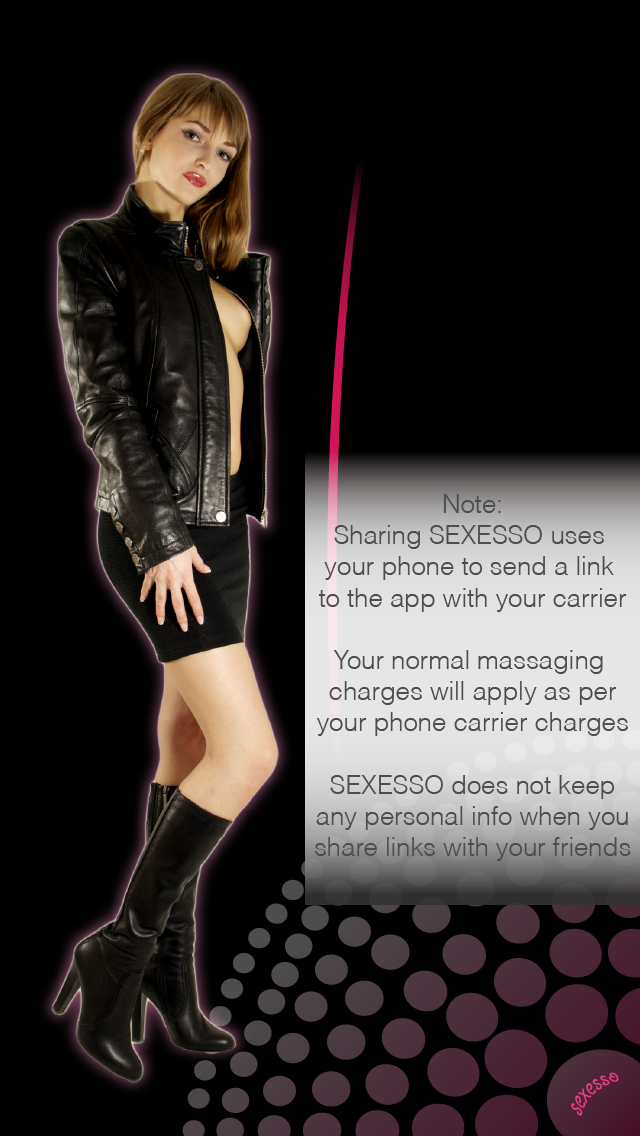 Note:
Sharing SEXESSO uses
your phone to send a link
to the app with your carrier
Your normal massaging
charges will apply as per
your phone carrier charges
SEXESSO does not keep
any personal info when you
share links with your friends
sexesso